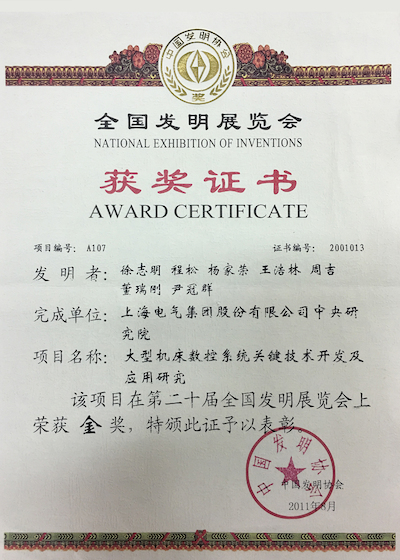 中国发明协会
奖
全国发明展览会
NATIONAL EXHIBITION OF INVENTIONS
获奖证书
AWARD CERTIFICATE
项目编号: A107 证书编号: 2001013
发明者: 徐志明 程松 杨家荣 王浩林 周吉
董瑞刚 尹冠群
完成单位: 上海电气集团股份有限公司中央研
究院
项目名称: 大型机床数控系统关键技术开发及
应用研究
该项目在第二十届全国发明展览会上
荣获 金 奖, 特颁此证予以表彰。
中国发明协会
中国发明协会
2011年8月